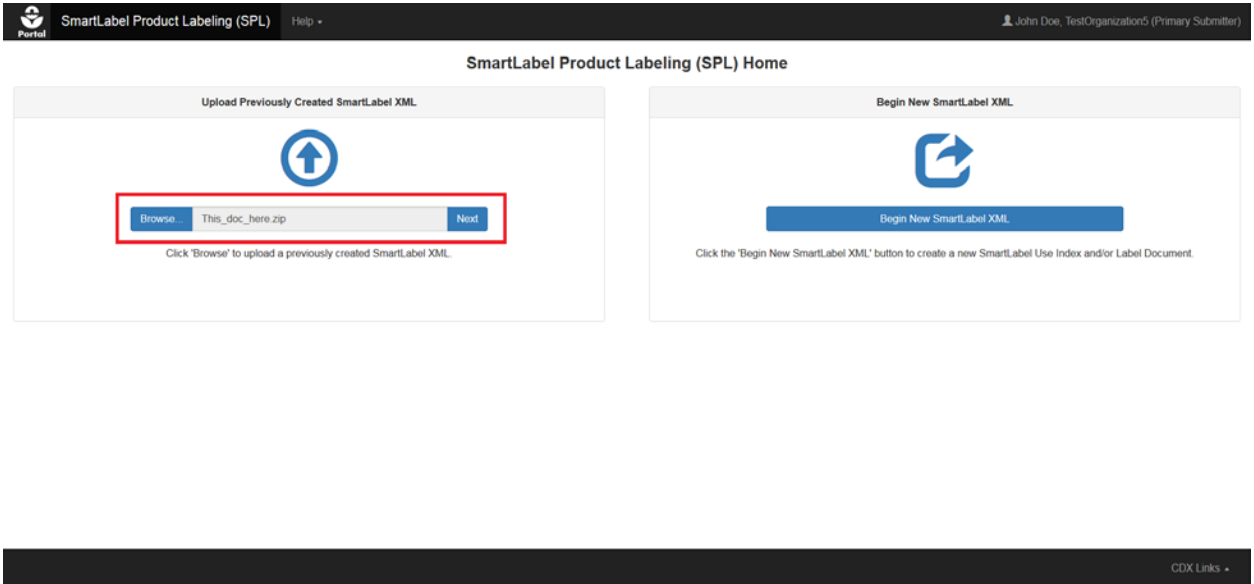 Portal
SmartLabel Product Labeling (SPL)
Help
John Doe, TestOrganization5 (Primary Submitter)
SmartLabel Product Labeling (SPL) Home
Upload Previously Created SmartLabel XML
Browse...
This_doc_here.zip
Next
Click 'Browse' to upload a previously created SmartLabel XML.
Begin New SmartLabel XML
Begin New SmartLabel XML
Click the 'Begin New SmartLabel XML' button to create a new SmartLabel Use Index and/or Label Document.
CDX Links